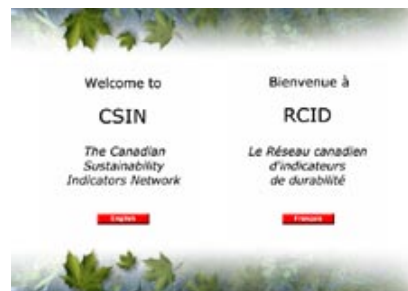 Welcome to
CSIN
The Canadian
Sustainability
Indicators Network
English
Bienvenue à
RCID
Le Réseau canadien
d'indicateurs
de durabilité
Français